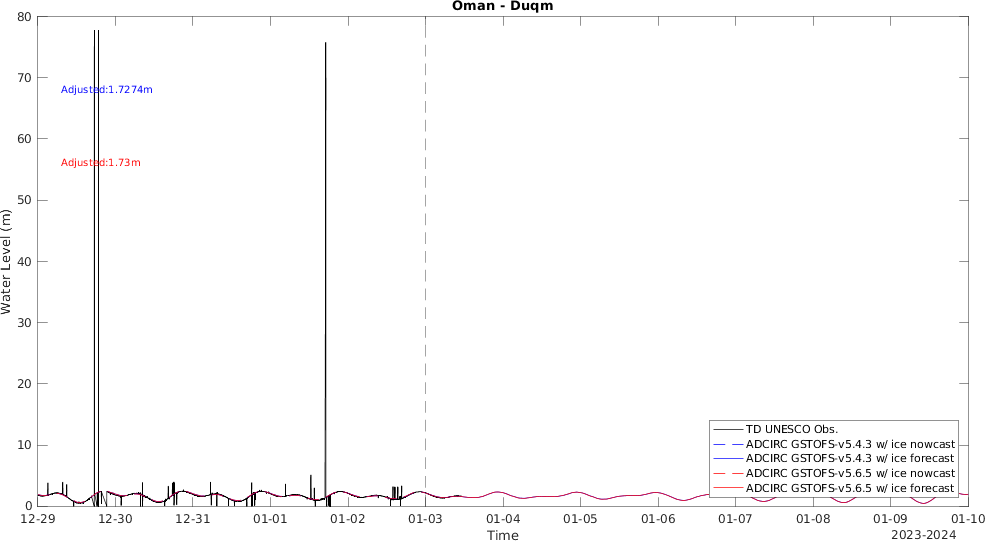 Oman - Duqm
80
70
60
50
40
30
20
10
0
Water Level (m)
Adjusted:1.7274m
Adjusted:1.73m
TD UNESCO Obs.
ADCIRC GSTOFS-v5.4.3 w/ ice nowcast
ADCIRC GSTOFS-v5.4.3 w/ ice forecast
ADCIRC GSTOFS-v5.6.5 w/ ice nowcast
ADCIRC GSTOFS-v5.6.5 w/ ice forecast
12-29 12-30 12-31 01-01 01-02 01-03 01-04 01-05 01-06 01-07 01-08 01-09 01-10
Time
2023-2024